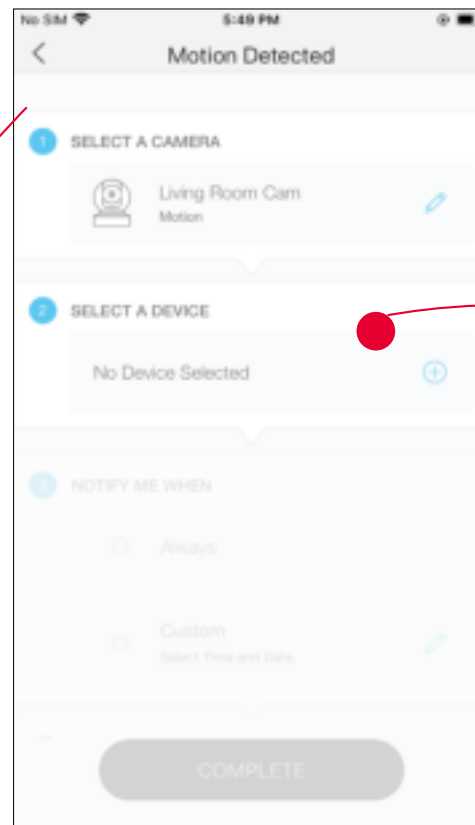 No SIM 5:49 PM
Motion Detected
1 SELECT A CAMERA
Living Room Cam
Motion
2 SELECT A DEVICE
No Device Selected
3 NOTIFY ME WHEN
Always
Custom
Select Time and Date
COMPLETE